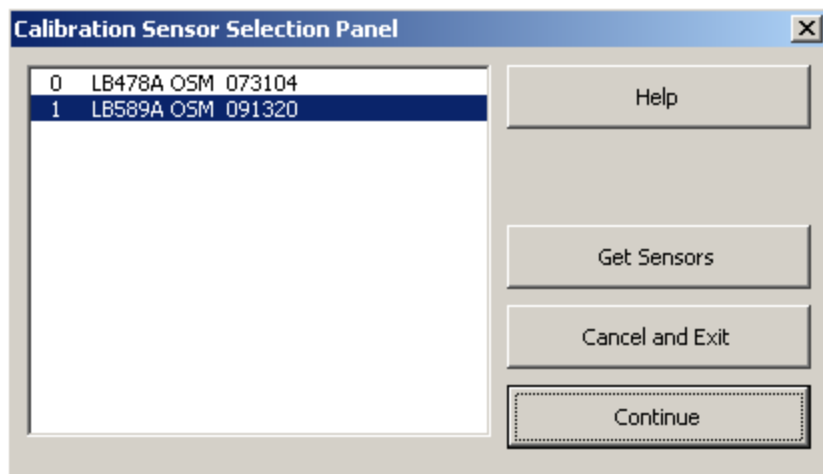 Calibration Sensor Selection Panel
0 LB478A OSM 073104
1 LB589A OSM 091320
Help
Get Sensors
Cancel and Exit
Continue